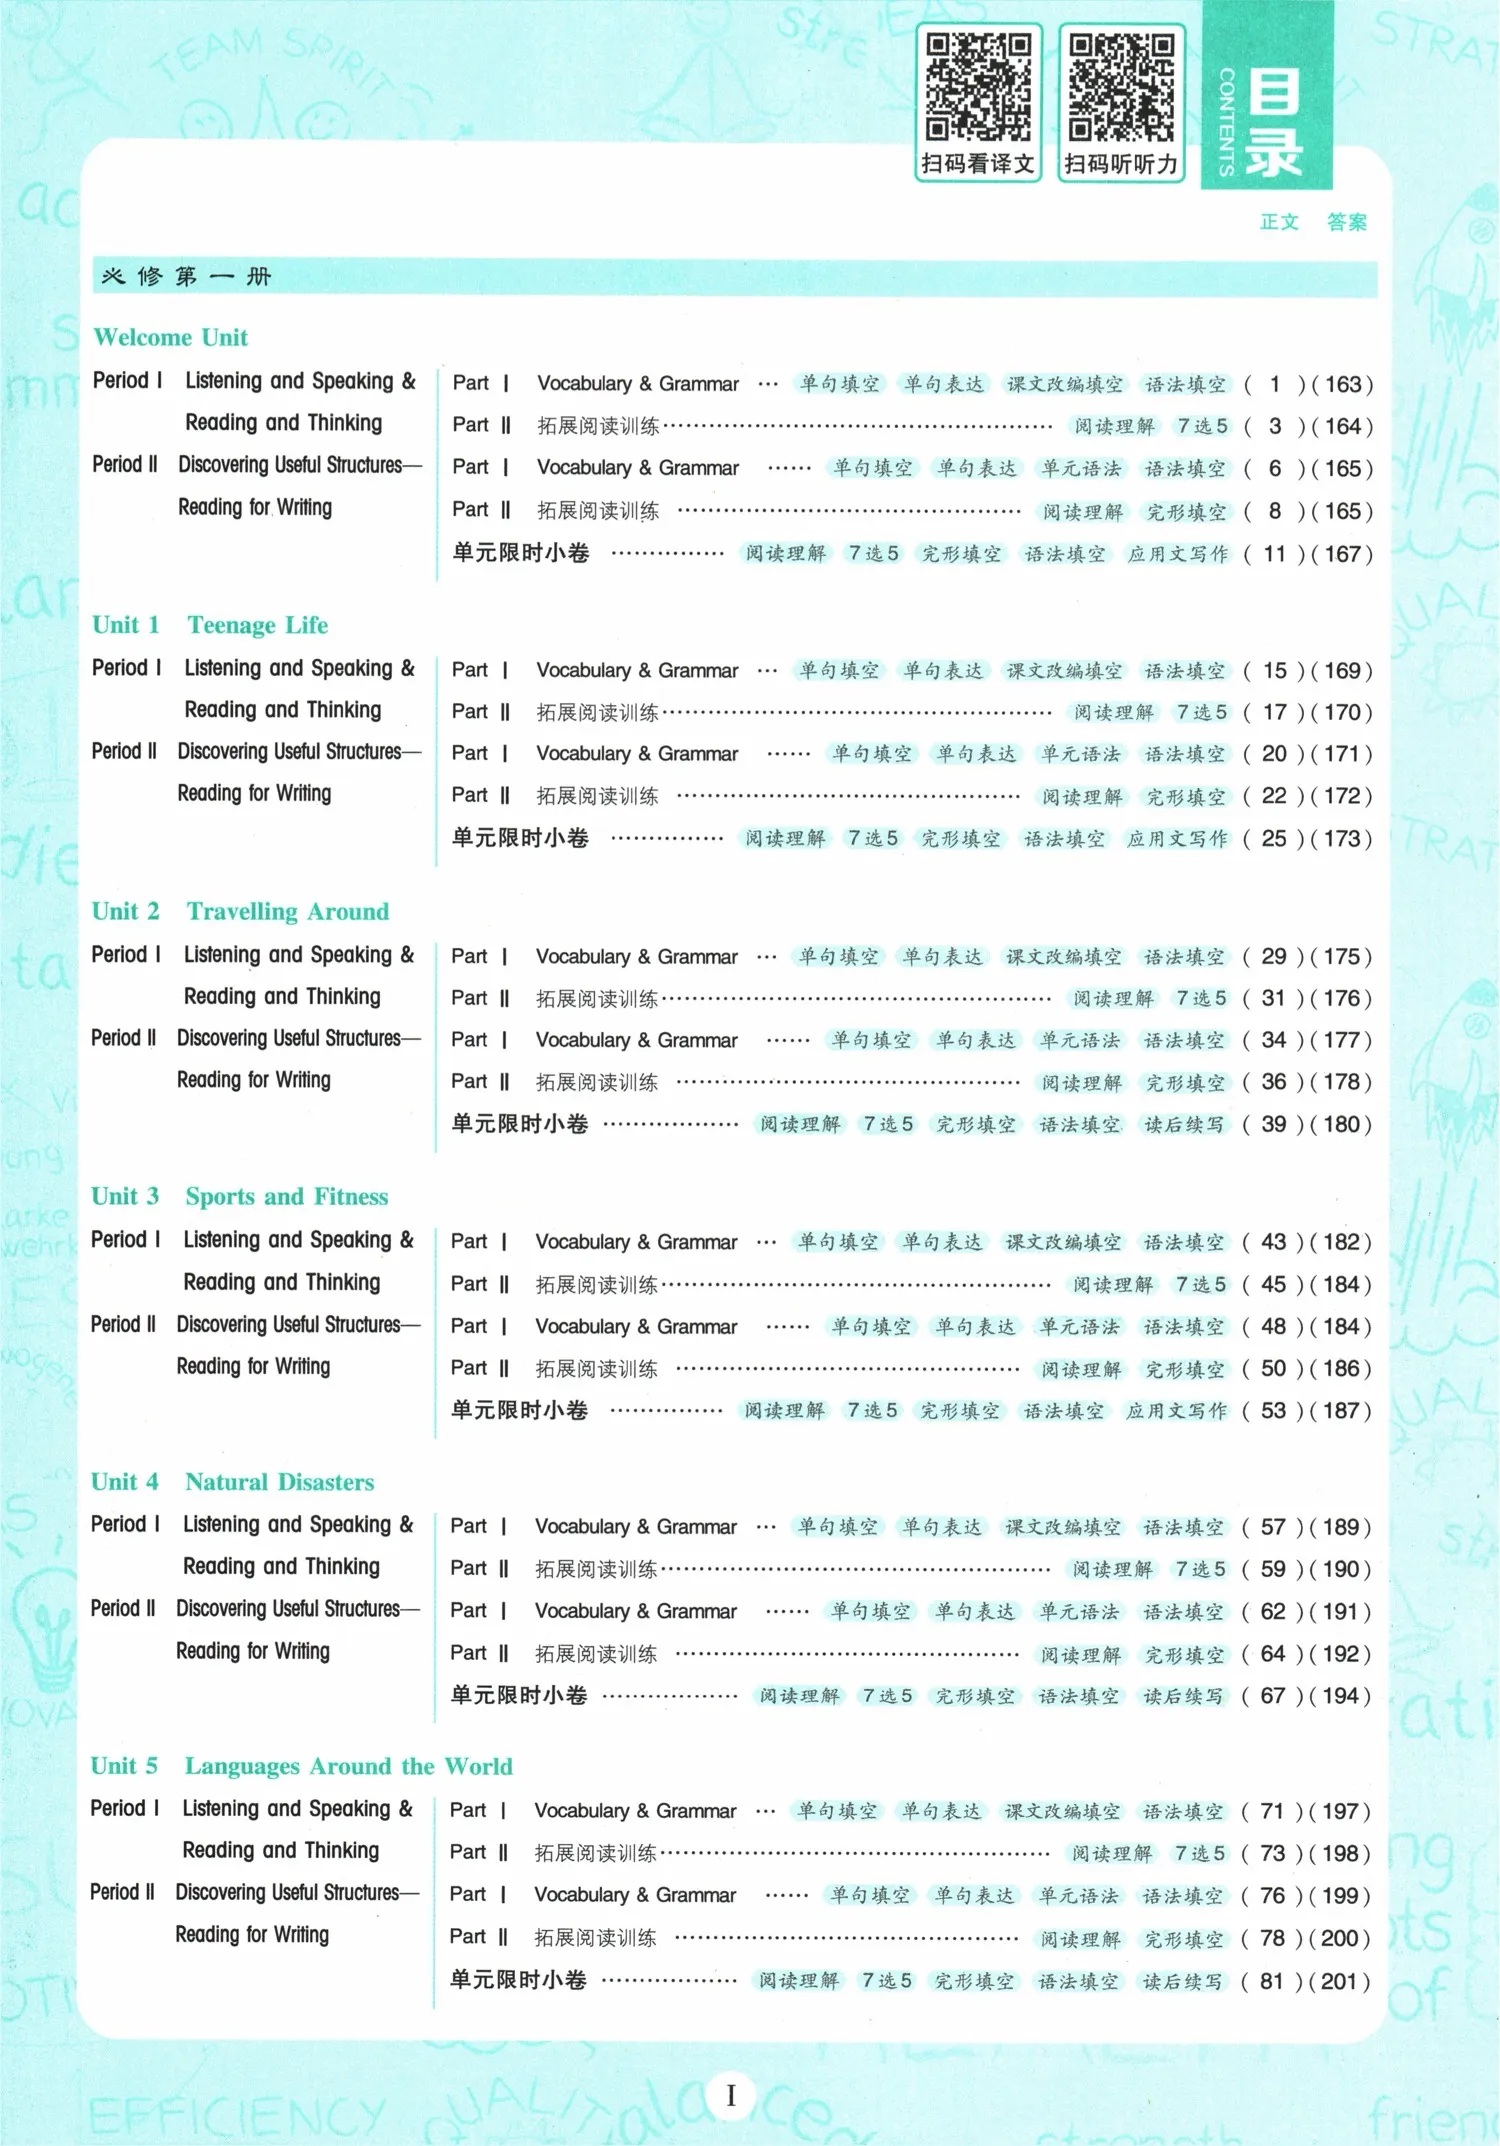 扫码看译文 扫码听听力
目录
CONTENTS
正文 答案
必修第一册
Welcome Unit
Period Ⅰ Listening and Speaking & Reading and Thinking
Part Ⅰ Vocabulary & Grammar … 单句填空 单句表达 课文改编填空 语法填空 ( 1 )(163)
Part Ⅱ 拓展阅读训练 …… 阅读理解 7选5 ( 3 )(164)
Period Ⅱ Discovering Useful Structures—Reading for Writing
Part Ⅰ Vocabulary & Grammar …… 单句填空 单句表达 单元语法 语法填空 ( 6 )(165)
Part Ⅱ 拓展阅读训练 …… 阅读理解 完形填空 ( 8 )(165)
单元限时小卷 …… 阅读理解 7选5 完形填空 语法填空 应用文写作 ( 11 )(167)
Unit 1 Teenage Life
Period Ⅰ Listening and Speaking & Reading and Thinking
Part Ⅰ Vocabulary & Grammar … 单句填空 单句表达 课文改编填空 语法填空 ( 15 )(169)
Part Ⅱ 拓展阅读训练 …… 阅读理解 7选5 ( 17 )(170)
Period Ⅱ Discovering Useful Structures—Reading for Writing
Part Ⅰ Vocabulary & Grammar …… 单句填空 单句表达 单元语法 语法填空 ( 20 )(171)
Part Ⅱ 拓展阅读训练 …… 阅读理解 完形填空 ( 22 )(172)
单元限时小卷 …… 阅读理解 7选5 完形填空 语法填空 应用文写作 ( 25 )(173)
Unit 2 Travelling Around
Period Ⅰ Listening and Speaking & Reading and Thinking
Part Ⅰ Vocabulary & Grammar … 单句填空 单句表达 课文改编填空 语法填空 ( 29 )(175)
Part Ⅱ 拓展阅读训练 …… 阅读理解 7选5 ( 31 )(176)
Period Ⅱ Discovering Useful Structures—Reading for Writing
Part Ⅰ Vocabulary & Grammar …… 单句填空 单句表达 单元语法 语法填空 ( 34 )(177)
Part Ⅱ 拓展阅读训练 …… 阅读理解 完形填空 ( 36 )(178)
单元限时小卷 …… 阅读理解 7选5 完形填空 语法填空 读后续写 ( 39 )(180)
Unit 3 Sports and Fitness
Period Ⅰ Listening and Speaking & Reading and Thinking
Part Ⅰ Vocabulary & Grammar … 单句填空 单句表达 课文改编填空 语法填空 ( 43 )(182)
Part Ⅱ 拓展阅读训练 …… 阅读理解 7选5 ( 45 )(184)
Period Ⅱ Discovering Useful Structures—Reading for Writing
Part Ⅰ Vocabulary & Grammar …… 单句填空 单句表达 单元语法 语法填空 ( 48 )(184)
Part Ⅱ 拓展阅读训练 …… 阅读理解 完形填空 ( 50 )(186)
单元限时小卷 …… 阅读理解 7选5 完形填空 语法填空 应用文写作 ( 53 )(187)
Unit 4 Natural Disasters
Period Ⅰ Listening and Speaking & Reading and Thinking
Part Ⅰ Vocabulary & Grammar … 单句填空 单句表达 课文改编填空 语法填空 ( 57 )(189)
Part Ⅱ 拓展阅读训练 …… 阅读理解 7选5 ( 59 )(190)
Period Ⅱ Discovering Useful Structures—Reading for Writing
Part Ⅰ Vocabulary & Grammar …… 单句填空 单句表达 单元语法 语法填空 ( 62 )(191)
Part Ⅱ 拓展阅读训练 …… 阅读理解 完形填空 ( 64 )(192)
单元限时小卷 …… 阅读理解 7选5 完形填空 语法填空 读后续写 ( 67 )(194)
Unit 5 Languages Around the World
Period Ⅰ Listening and Speaking & Reading and Thinking
Part Ⅰ Vocabulary & Grammar … 单句填空 单句表达 课文改编填空 语法填空 ( 71 )(197)
Part Ⅱ 拓展阅读训练 …… 阅读理解 7选5 ( 73 )(198)
Period Ⅱ Discovering Useful Structures—Reading for Writing
Part Ⅰ Vocabulary & Grammar …… 单句填空 单句表达 单元语法 语法填空 ( 76 )(199)
Part Ⅱ 拓展阅读训练 …… 阅读理解 完形填空 ( 78 )(200)
单元限时小卷 …… 阅读理解 7选5 完形填空 语法填空 读后续写 ( 81 )(201)
I
TEAM SPIRIT
EFFICIENCY